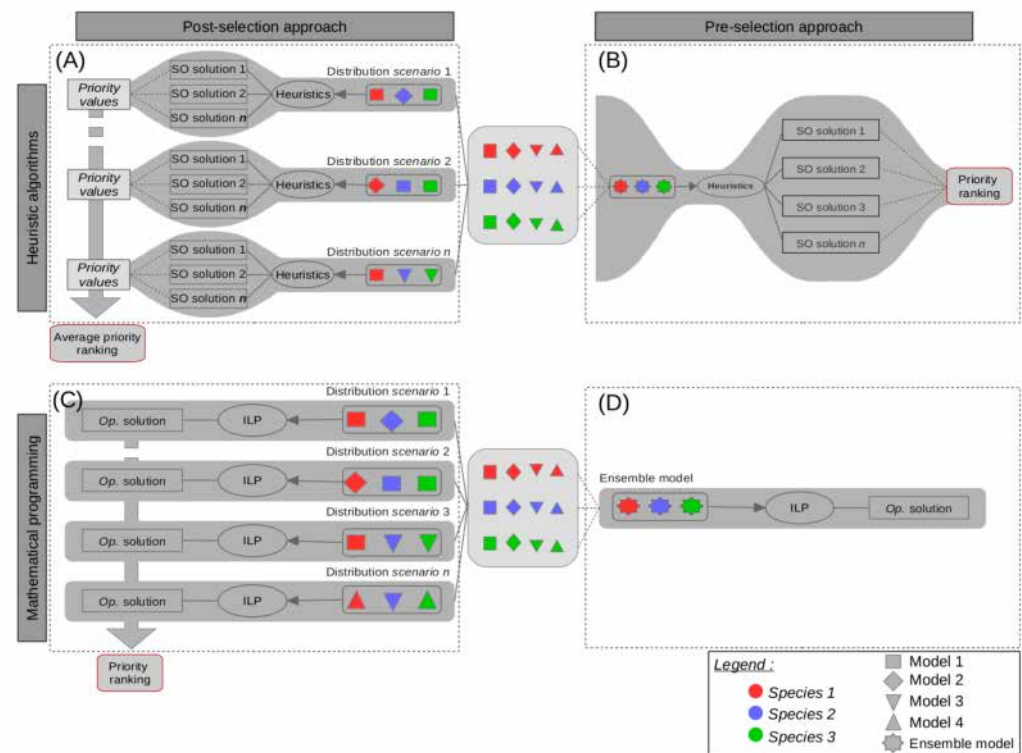 Post-selection approach
Pre-selection approach
Heuristic algorithms
(A)
Distribution scenario 1
SO solution 1
Priority
values
SO solution 2
Heuristics
SO solution n
Distribution scenario 2
SO solution 1
Priority
values
SO solution 2
Heuristics
SO solution n
Distribution scenario n
SO solution 1
Priority
values
SO solution 2
Heuristics
SO solution n
Average priority
ranking
(B)
Heuristics
SO solution 1
SO solution 2
SO solution 3
SO solution n
Priority
ranking
Mathematical programming
(C)
Distribution scenario 1
Op. solution
ILP
Distribution scenario 2
Op. solution
ILP
Distribution scenario 3
Op. solution
ILP
Distribution scenario n
Op. solution
ILP
Priority
ranking
(D)
Ensemble model
ILP
Op. solution
Legend :
Species 1
Species 2
Species 3
Model 1
Model 2
Model 3
Model 4
Ensemble model